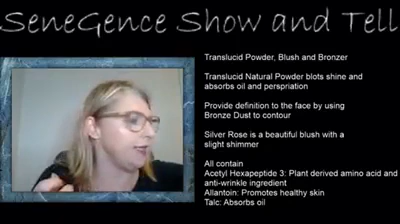 SeneGence Show and Tell
Translucid Powder, Blush and Bronzer
Translucid Natural Powder blots shine and
absorbs oil and perspriation
Provide definition to the face by using
Bronze Dust to contour
Silver Rose is a beautiful blush with a
slight shimmer
All contain
Acetyl Hexapeptide 3: Plant derived amino acid and
anti-wrinkle ingredient
Allantoin: Promotes healthy skin
Talc: Absorbs oil